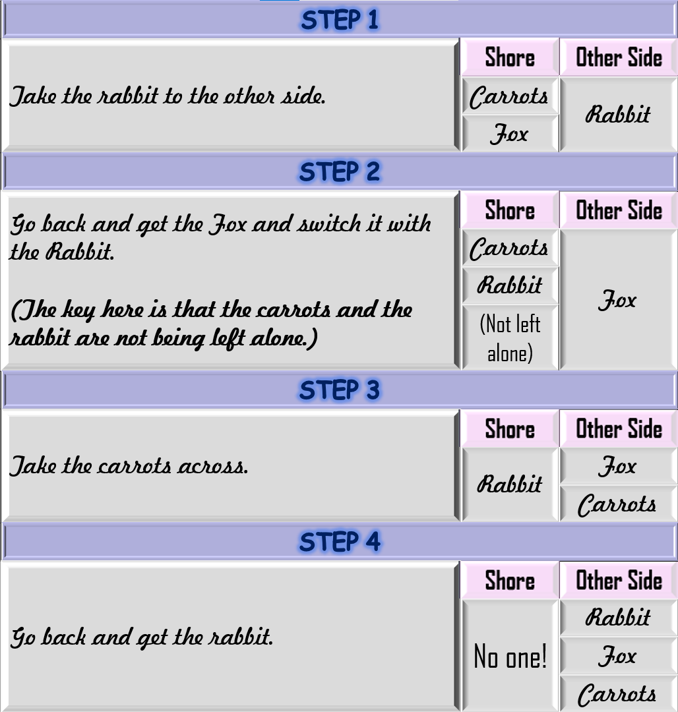 STEP 1
Take the rabbit to the other side.
Shore
Other Side
Carrots
Fox
Rabbit
STEP 2
Go back and get the Fox and switch it with
the Rabbit.
(The key here is that the carrots and the
rabbit are not being left alone.)
Shore
Other Side
Carrots
Rabbit
(Not left
alone)
Fox
STEP 3
Take the carrots across.
Shore
Other Side
Rabbit
Fox
Carrots
STEP 4
Go back and get the rabbit.
Shore
Other Side
No one!
Rabbit
Fox
Carrots